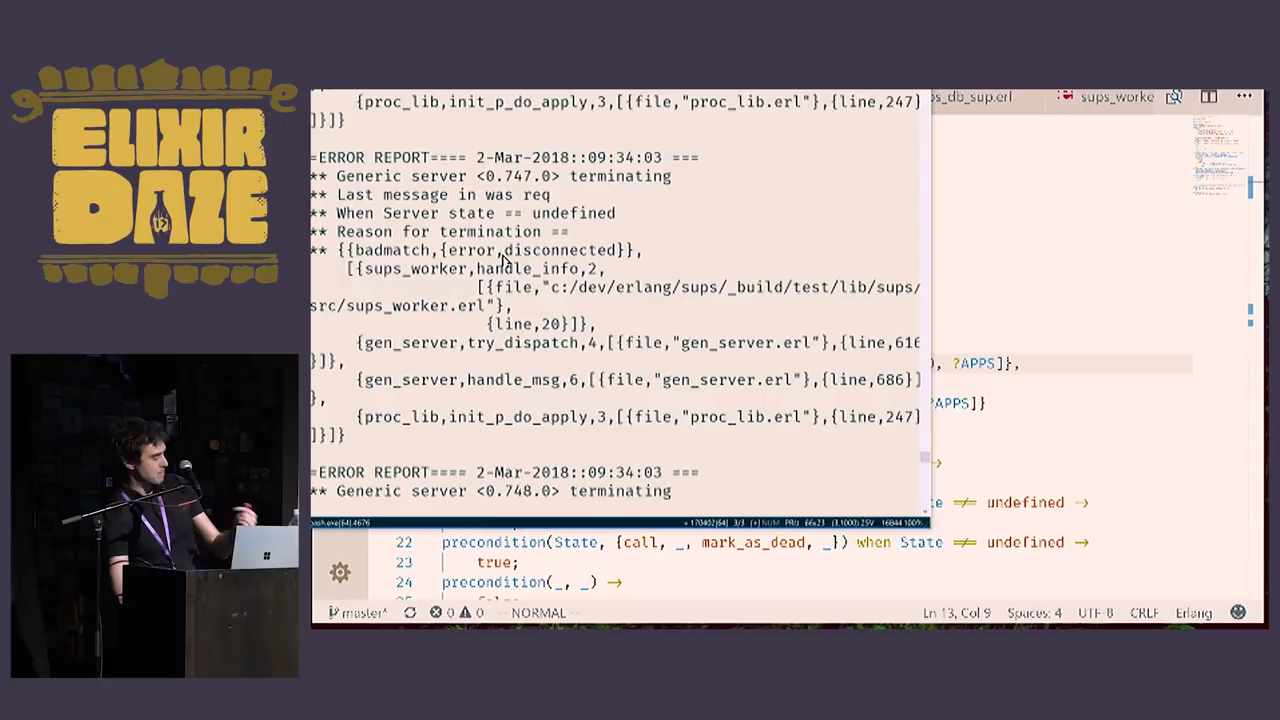 ELIXIR
DAZE
{proc_lib,init_p_do_apply,3,[{file,"proc_lib.erl"},{line,247}
]}]}
=ERROR REPORT==== 2-Mar-2018::09:34:03 ===
** Generic server <0.747.0> terminating
** Last message in was req
** When Server state == undefined
** Reason for termination ==
** {{badmatch,{error,disconnected}},
[{sups_worker,handle_info,2,
[{file,"c:/dev/erlang/sups/_build/test/lib/sups/
src/sups_worker.erl"},
{line,20}]},
{gen_server,try_dispatch,4,[{file,"gen_server.erl"},{line,616
}]},
{gen_server,handle_msg,6,[{file,"gen_server.erl"},{line,686}]
},
{proc_lib,init_p_do_apply,3,[{file,"proc_lib.erl"},{line,247}
]}]}
=ERROR REPORT==== 2-Mar-2018::09:34:03 ===
** Generic server <0.748.0> terminating
s_db_sup.erl sups_worke
), ?APPS]},
?APPS]}
→
≠ undefined →
22 precondition(State, {call, _, mark_as_dead, _}) when State ≠ undefined →
23 true;
24 precondition(_, _) →
master* 0 0 -- NORMAL -- Ln 13, Col 9 Spaces: 4 UTF-8 CRLF Erlang